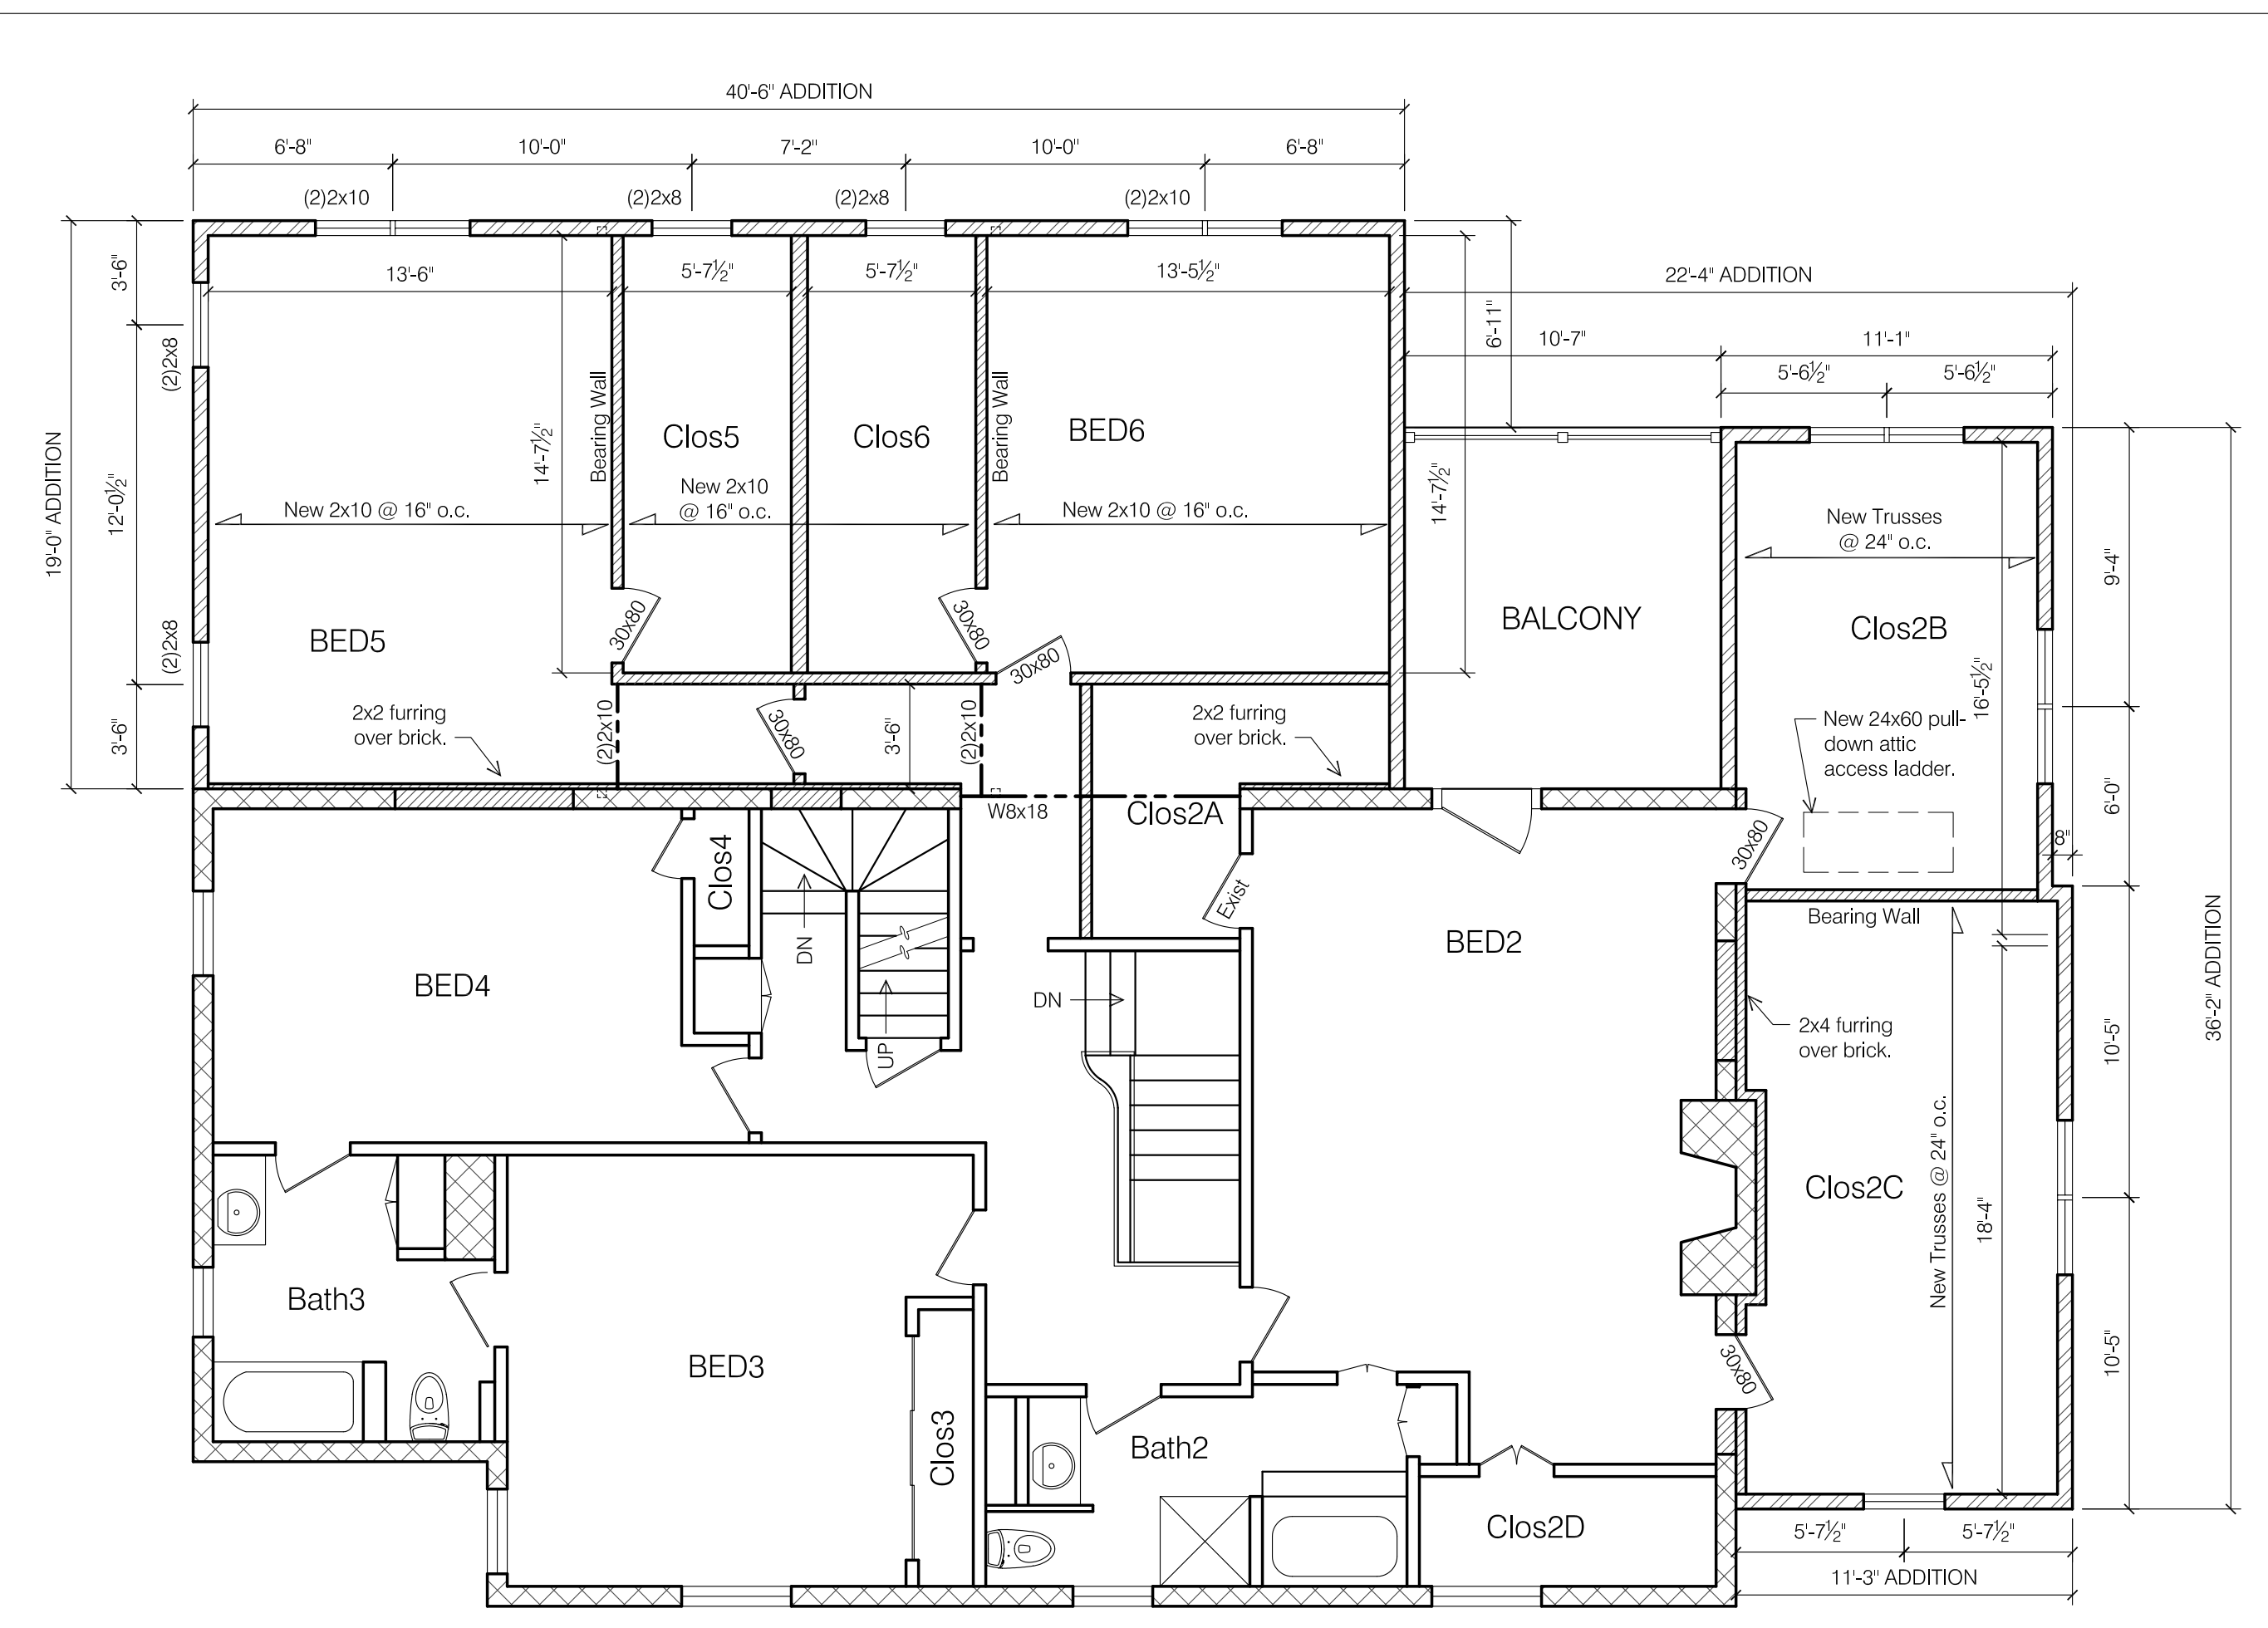 40'-6" ADDITION
6'-8" 10'-0" 7'-2" 10'-0" 6'-8"
(2)2x10 (2)2x8 (2)2x8 (2)2x10
19'-0" ADDITION
3'-6"
12'-0½"
3'-6"
(2)2x8
(2)2x8
13'-6" 5'-7½" 5'-7½" 13'-5½"
22'-4" ADDITION
6'-11"
10'-7" 11'-1"
5'-6½" 5'-6½"
14'-7½"
Bearing Wall
Bearing Wall
14'-7½"
Clos5
Clos6
BED6
New 2x10 @ 16" o.c.
New 2x10
@ 16" o.c.
New 2x10 @ 16" o.c.
New Trusses
@ 24" o.c.
9'-4"
BED5
30x80
30x80
30x80
BALCONY
Clos2B
16'-5½"
2x2 furring
over brick.
(2)2x10
30x80
3'-6"
(2)2x10
2x2 furring
over brick.
New 24x60 pull-
down attic
access ladder.
6'-0"
W8x18
Clos2A
30x80
8"
Clos4
Exist
Bearing Wall
36'-2" ADDITION
DN
BED2
BED4
DN
UP
2x4 furring
over brick.
10'-5"
New Trusses @ 24" o.c.
Clos2C
18'-4"
Bath3
BED3
30x80
10'-5"
Clos3
Bath2
Clos2D
5'-7½" 5'-7½"
11'-3" ADDITION